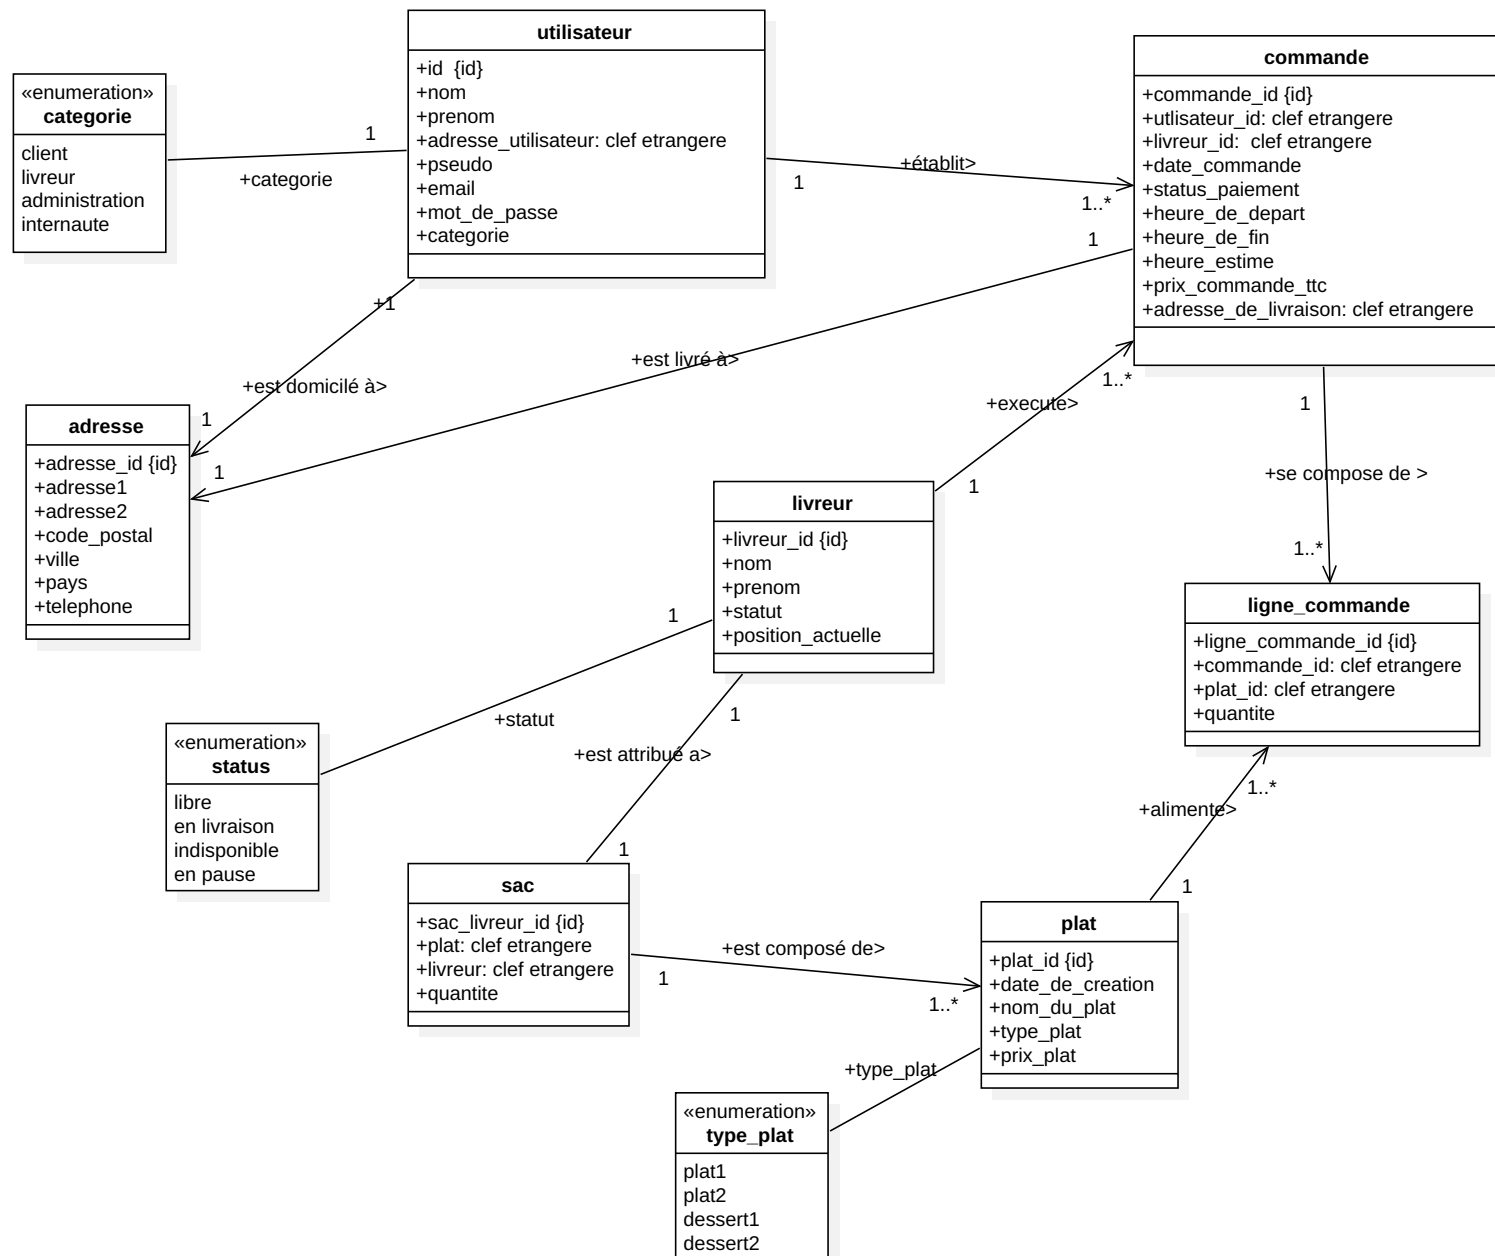 utilisateur
+id {id}
+nom
+prenom
+adresse_utilisateur: clef etrangere
+pseudo
+email
+mot_de_passe
+categorie
commande
+commande_id {id}
+utlisateur_id: clef etrangere
+livreur_id: clef etrangere
+date_commande
+status_paiement
+heure_de_depart
+heure_de_fin
+heure_estime
+prix_commande_ttc
+adresse_de_livraison: clef etrangere
«enumeration»
categorie
client
livreur
administration
internaute
1
+categorie
+établit>
1
1..*
1
+1
+est livré à>
+est domicilé à>
1
1
1..*
+execute>
1
1
+se compose de >
1..*
adresse
+adresse_id {id}
+adresse1
+adresse2
+code_postal
+ville
+pays
+telephone
livreur
+livreur_id {id}
+nom
+prenom
+statut
+position_actuelle
ligne_commande
+ligne_commande_id {id}
+commande_id: clef etrangere
+plat_id: clef etrangere
+quantite
1
+statut
1
+est attribué a>
1
«enumeration»
status
libre
en livraison
indisponible
en pause
1..*
+alimente>
1
sac
+sac_livreur_id {id}
+plat: clef etrangere
+livreur: clef etrangere
+quantite
+est composé de>
1
1..*
plat
+plat_id {id}
+date_de_creation
+nom_du_plat
+type_plat
+prix_plat
+type_plat
«enumeration»
type_plat
plat1
plat2
dessert1
dessert2